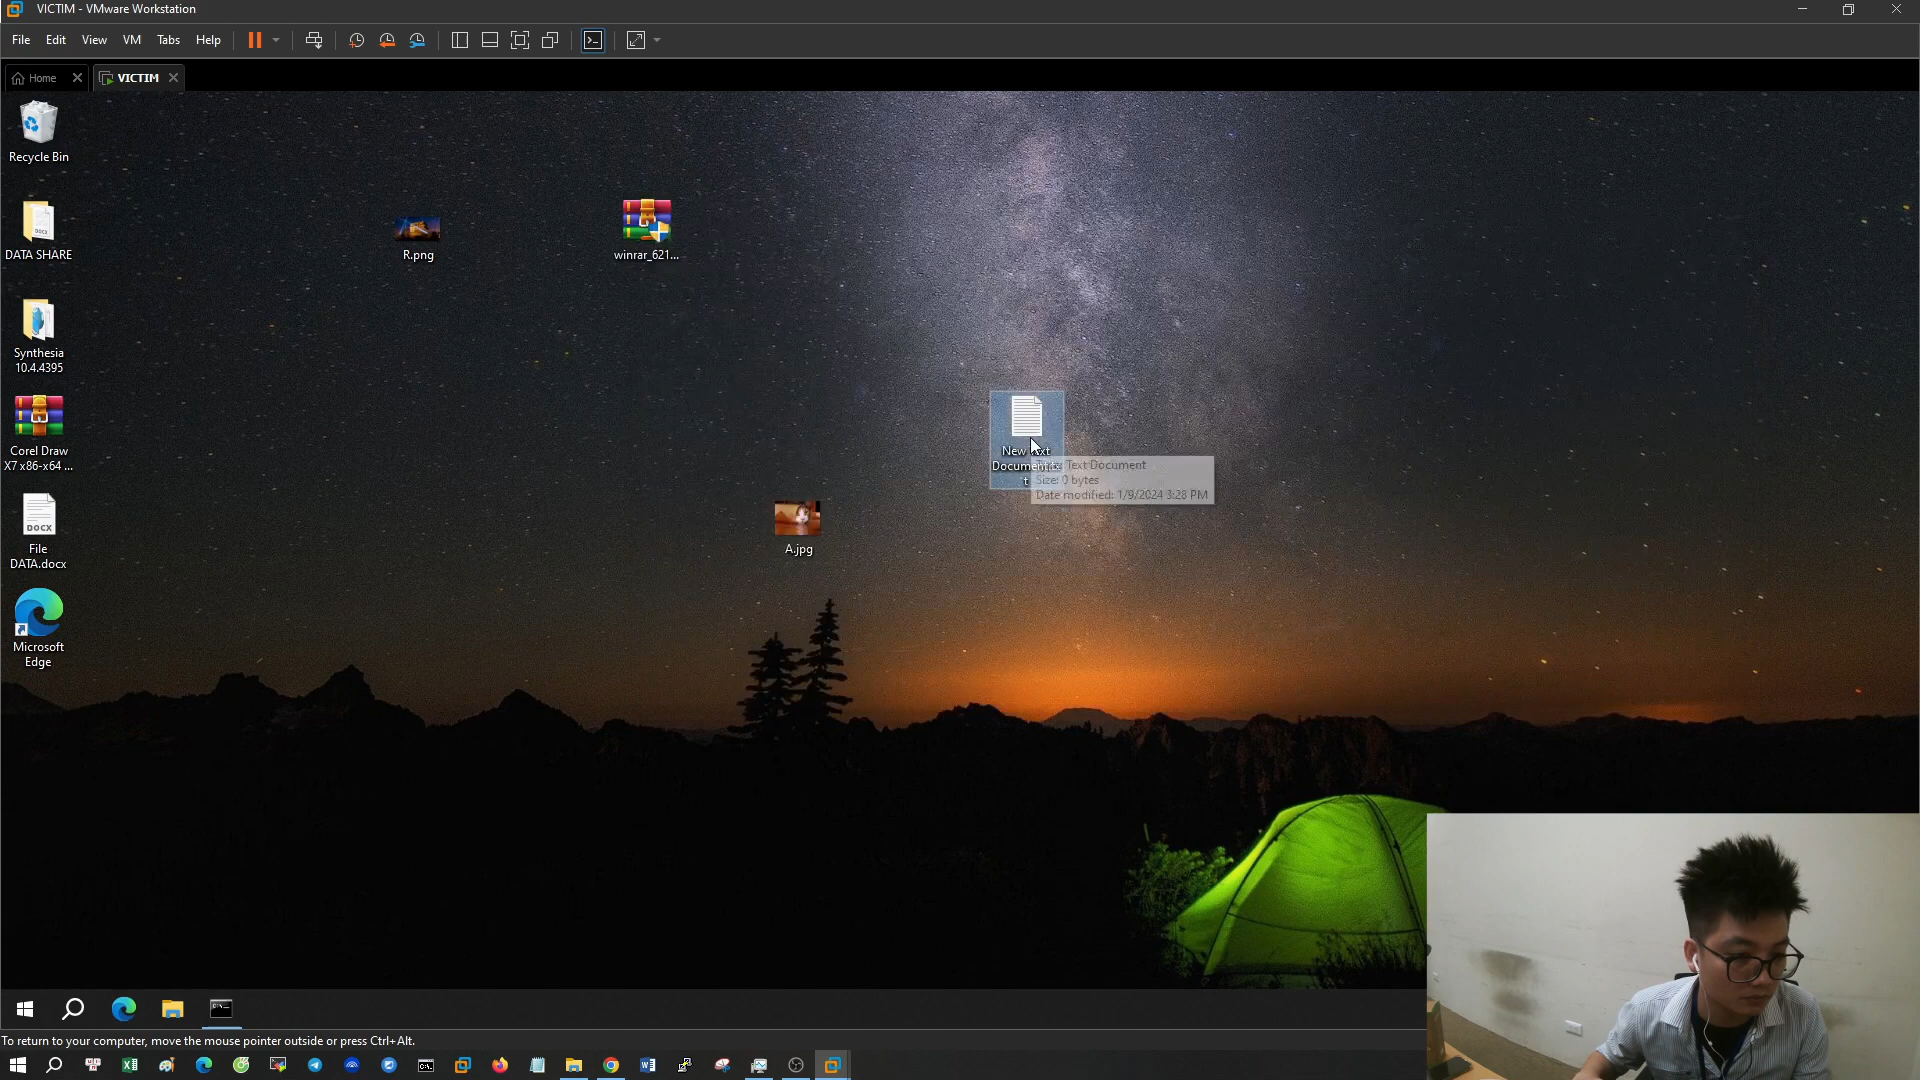 VICTIM - VMware Workstation
File Edit View VM Tabs Help
Home VICTIM
Recycle Bin
DATA SHARE
Synthesia
10.4.4395
Corel Draw
X7 x86-x64 ...
DOCX
File
DATA.docx
Microsoft
Edge
R.png
winrar_621...
A.jpg
New Text
Document.tx
t
Text Document
Size: 0 bytes
Date modified: 1/9/2024 3:28 PM
To return to your computer, move the mouse pointer outside or press Ctrl+Alt.